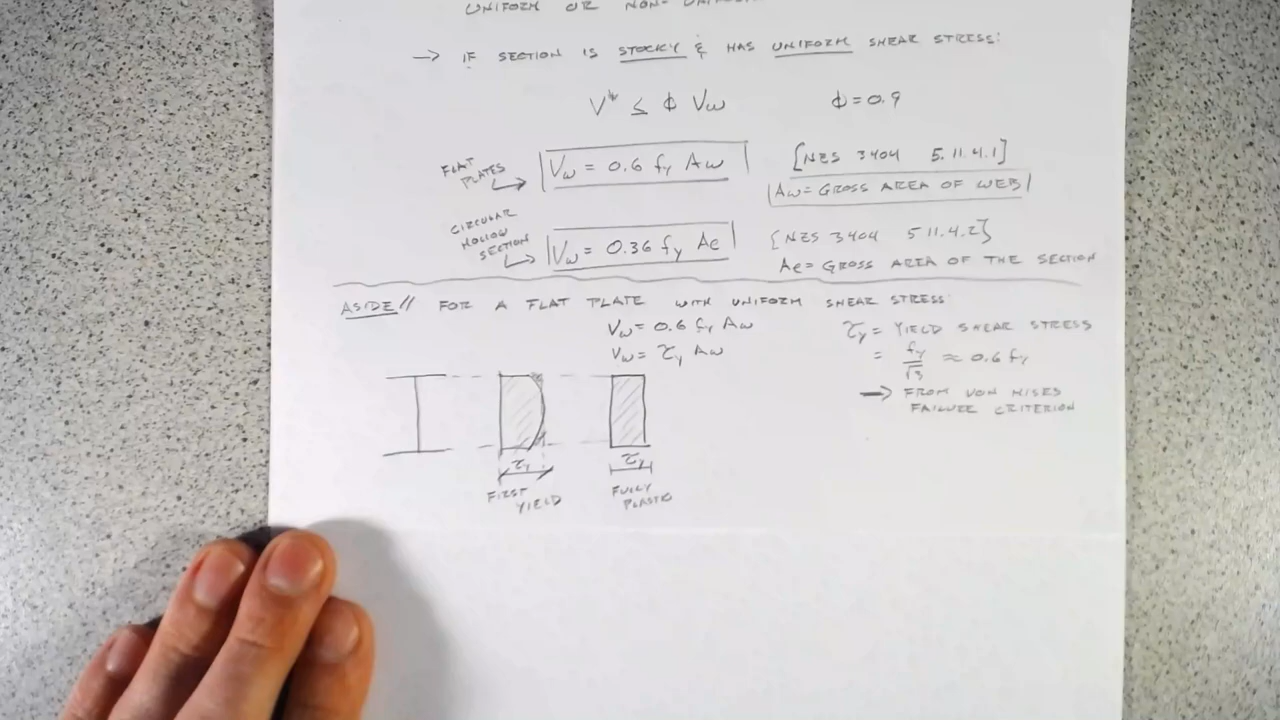 UNIFORM OR NON-UNIFORM
→ IF SECTION IS STOCKY & HAS UNIFORM SHEAR STRESS:
V* ≤ ϕ Vw ϕ = 0.9
FLAT PLATES → Vw = 0.6 fy Aw [NZS 3404 5.11.4.1]
Aw = GROSS AREA OF WEB
CIRCULAR HOLLOW SECTION → Vw = 0.36 fy Ae [NZS 3404 5.11.4.2]
Ae = GROSS AREA OF THE SECTION
ASIDE // FOR A FLAT PLATE WITH UNIFORM SHEAR STRESS:
Vw = 0.6 fy Aw
Vw = τy Aw
τy = YIELD SHEAR STRESS
= fy/√3 ≈ 0.6 fy
→ FROM VON MISES
FAILURE CRITERION
τy
FIRST
YIELD
τy
FULLY
PLASTIC